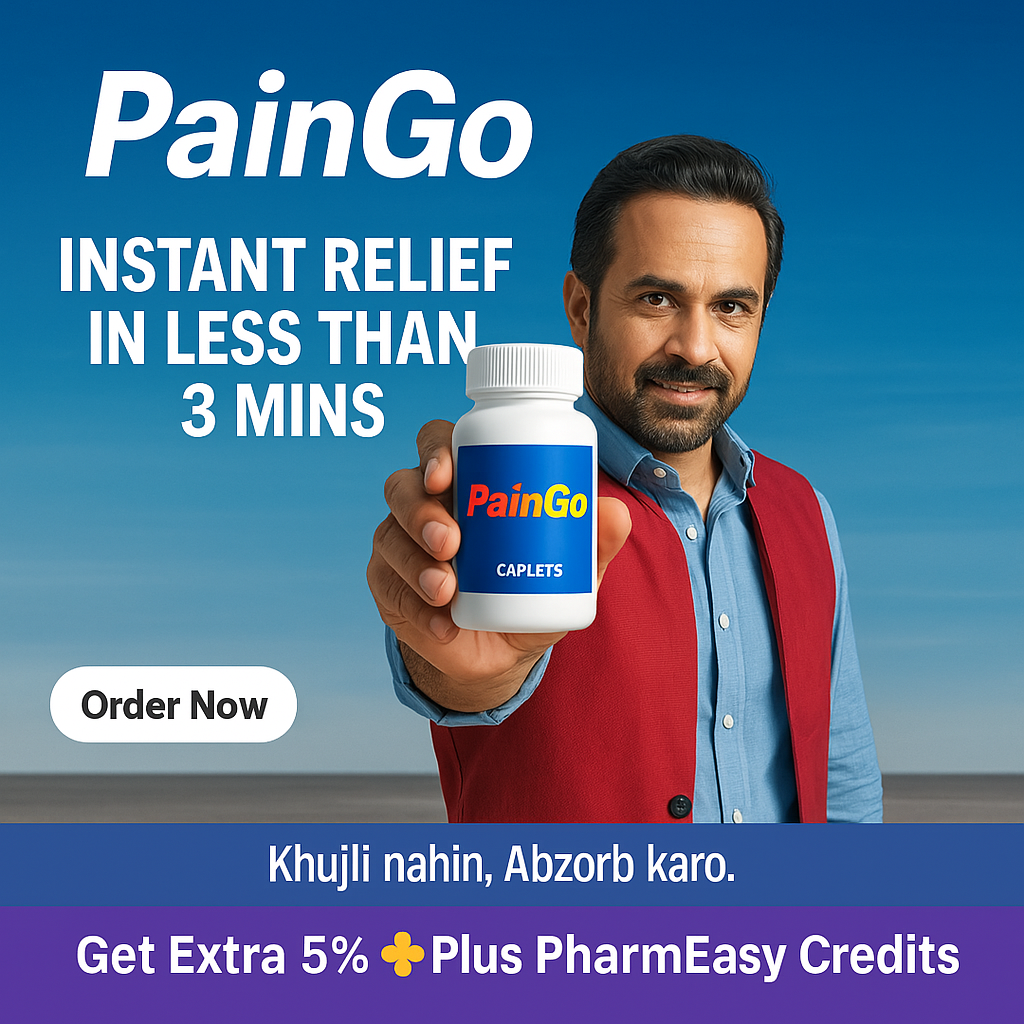 PainGo
INSTANT RELIEF
IN LESS THAN
3 MINS
PainGo
CAPLETS
Order Now
Khujli nahin, Abzorb karo.
Get Extra 5% Plus PharmEasy Credits